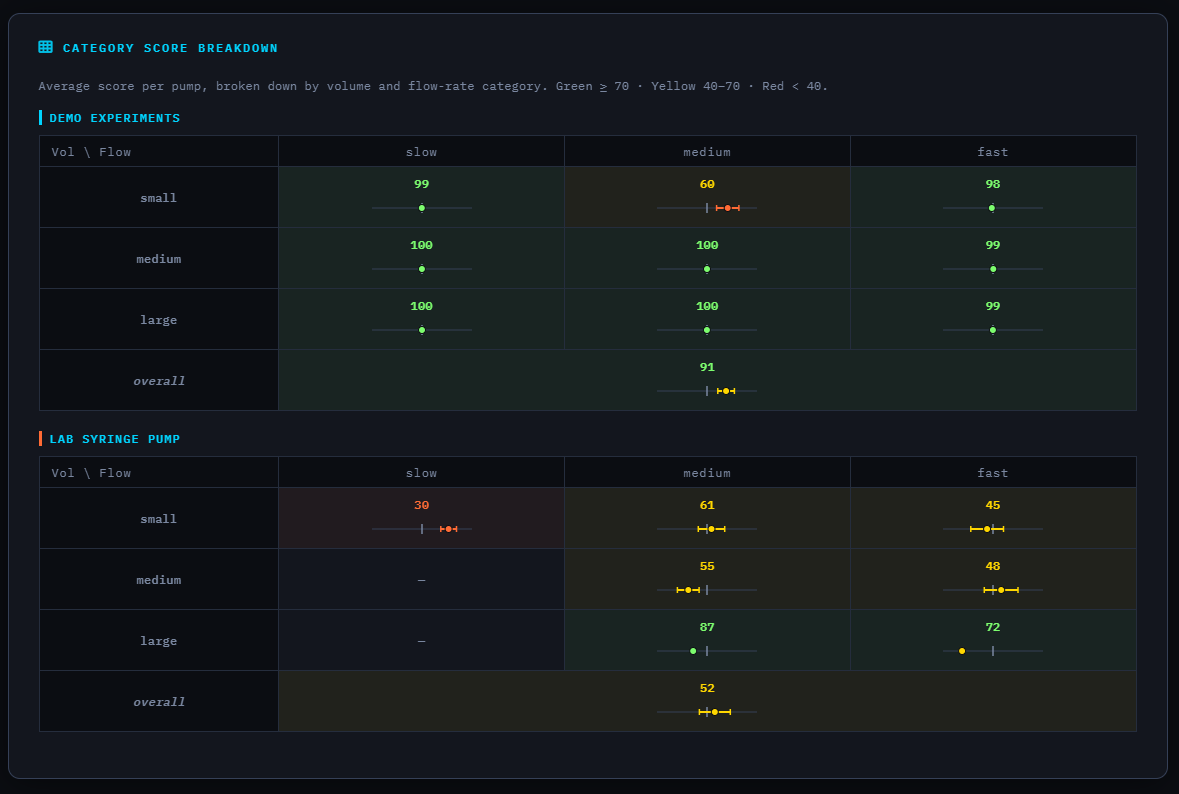 CATEGORY SCORE BREAKDOWN
Average score per pump, broken down by volume and flow-rate category. Green ≥ 70 · Yellow 40–70 · Red < 40.
DEMO EXPERIMENTS
Vol \ Flow slow medium fast
small 99 60 98
medium 100 100 99
large 100 100 99
overall 91
LAB SYRINGE PUMP
Vol \ Flow slow medium fast
small 30 61 45
medium — 55 48
large — 87 72
overall 52